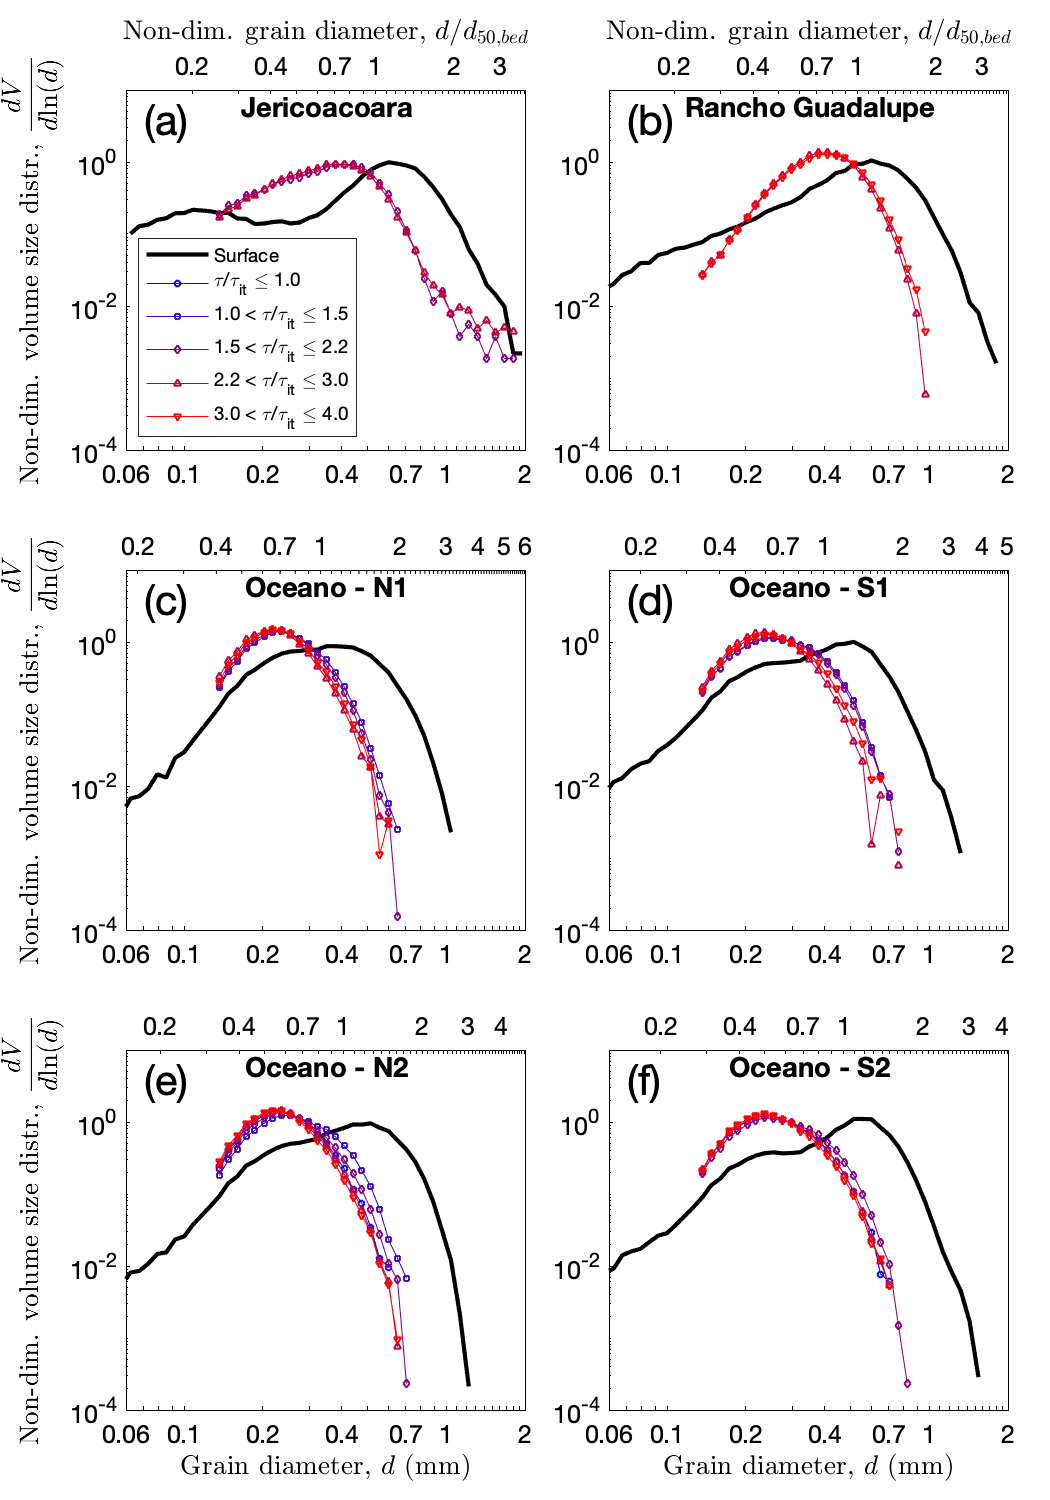 Non-dim. grain diameter, d/d50,bed
Non-dim. grain diameter, d/d50,bed
0.2 0.4 0.7 1 2 3
0.2 0.4 0.7 1 2 3
Non-dim. volume size distr., dV/dln(d)
(a) Jericoacoara
10^0
10^-2
10^-4
Surface
τ/τit ≤ 1.0
1.0 < τ/τit ≤ 1.5
1.5 < τ/τit ≤ 2.2
2.2 < τ/τit ≤ 3.0
3.0 < τ/τit ≤ 4.0
0.06 0.1 0.2 0.4 0.7 1 2
(b) Rancho Guadalupe
10^0
10^-2
10^-4
0.06 0.1 0.2 0.4 0.7 1 2
0.2 0.4 0.7 1 2 3 4 5 6
Non-dim. volume size distr., dV/dln(d)
(c) Oceano - N1
10^0
10^-2
10^-4
0.06 0.1 0.2 0.4 0.7 1 2
0.2 0.4 0.7 1 2 3 4 5
(d) Oceano - S1
10^0
10^-2
10^-4
0.06 0.1 0.2 0.4 0.7 1 2
0.2 0.4 0.7 1 2 3 4
Non-dim. volume size distr., dV/dln(d)
(e) Oceano - N2
10^0
10^-2
10^-4
0.06 0.1 0.2 0.4 0.7 1 2
Grain diameter, d (mm)
0.2 0.4 0.7 1 2 3 4
(f) Oceano - S2
10^0
10^-2
10^-4
0.06 0.1 0.2 0.4 0.7 1 2
Grain diameter, d (mm)